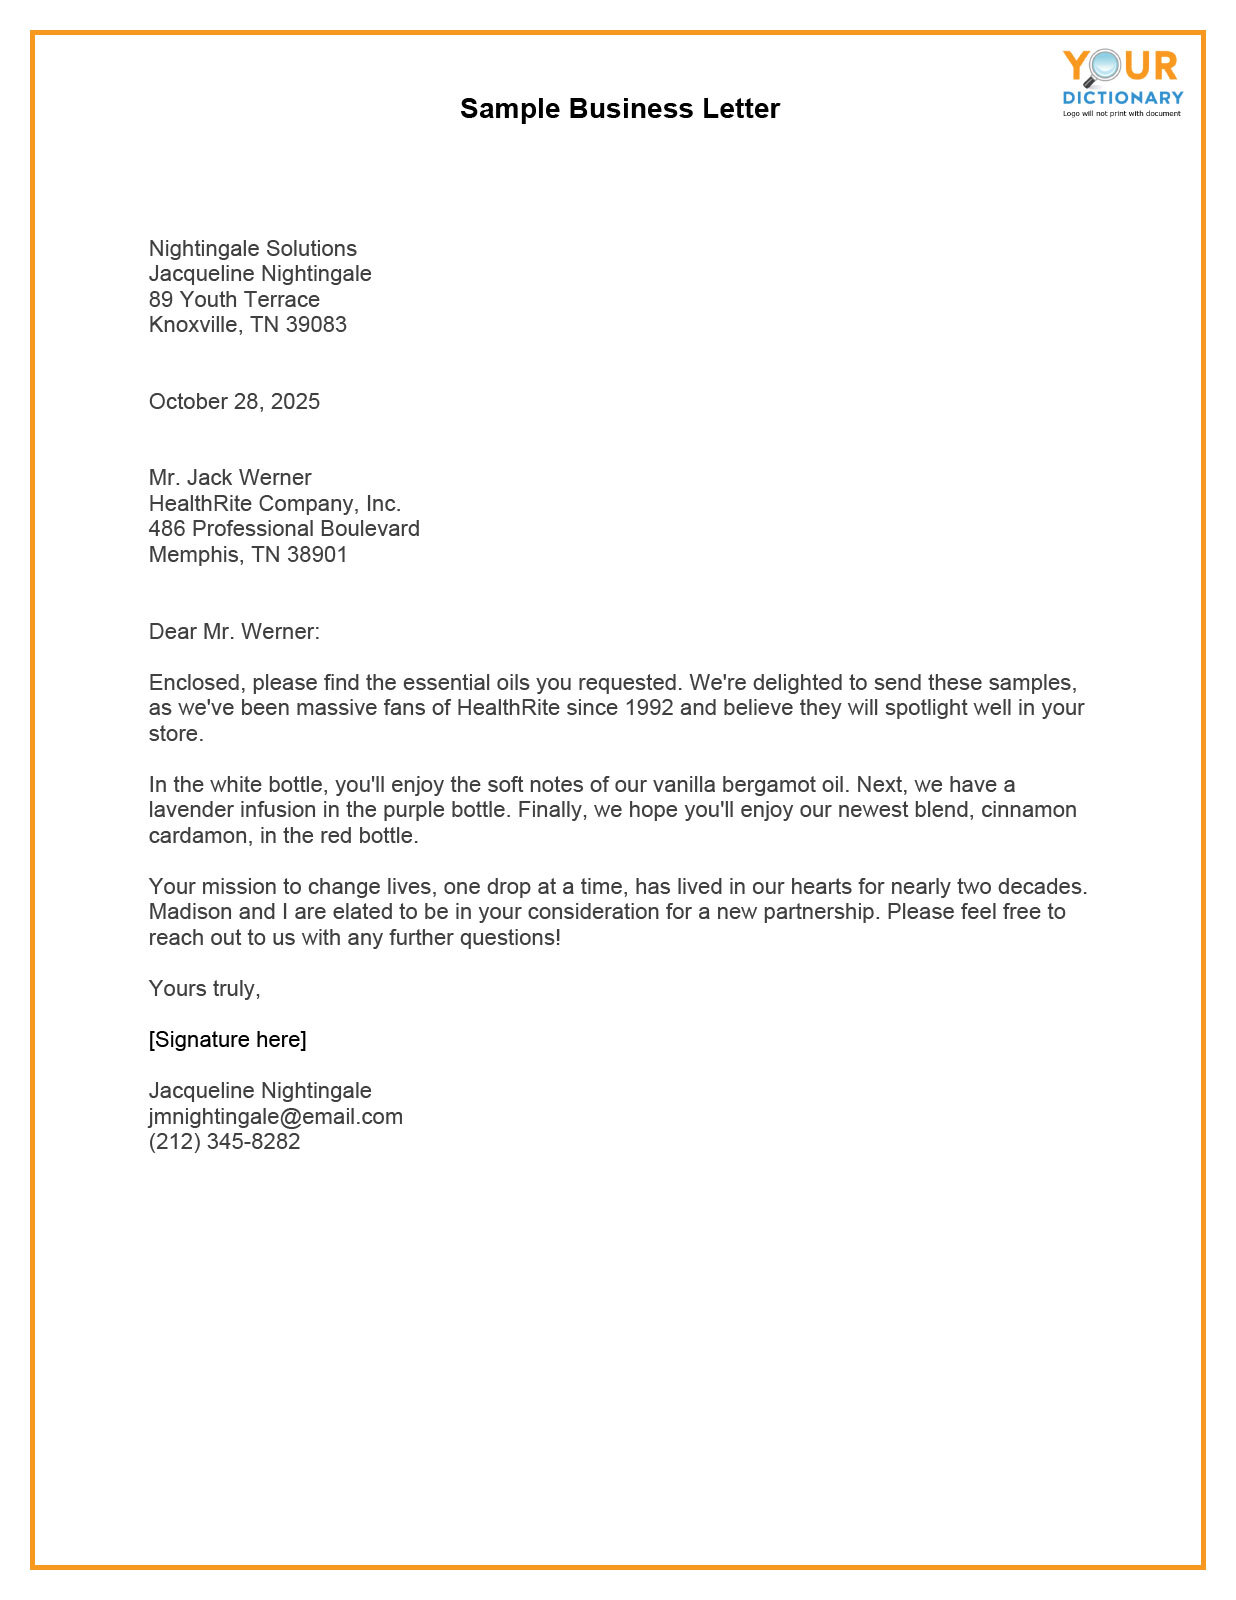 YOUR
DICTIONARY
Logo will not print with document
Sample Business Letter
Nightingale Solutions
Jacqueline Nightingale
89 Youth Terrace
Knoxville, TN 39083
October 28, 2025
Mr. Jack Werner
HealthRite Company, Inc.
486 Professional Boulevard
Memphis, TN 38901
Dear Mr. Werner:
Enclosed, please find the essential oils you requested. We're delighted to send these samples,
as we've been massive fans of HealthRite since 1992 and believe they will spotlight well in your
store.
In the white bottle, you'll enjoy the soft notes of our vanilla bergamot oil. Next, we have a
lavender infusion in the purple bottle. Finally, we hope you'll enjoy our newest blend, cinnamon
cardamon, in the red bottle.
Your mission to change lives, one drop at a time, has lived in our hearts for nearly two decades.
Madison and I are elated to be in your consideration for a new partnership. Please feel free to
reach out to us with any further questions!
Yours truly,
[Signature here]
Jacqueline Nightingale
jmnightingale@email.com
(212) 345-8282